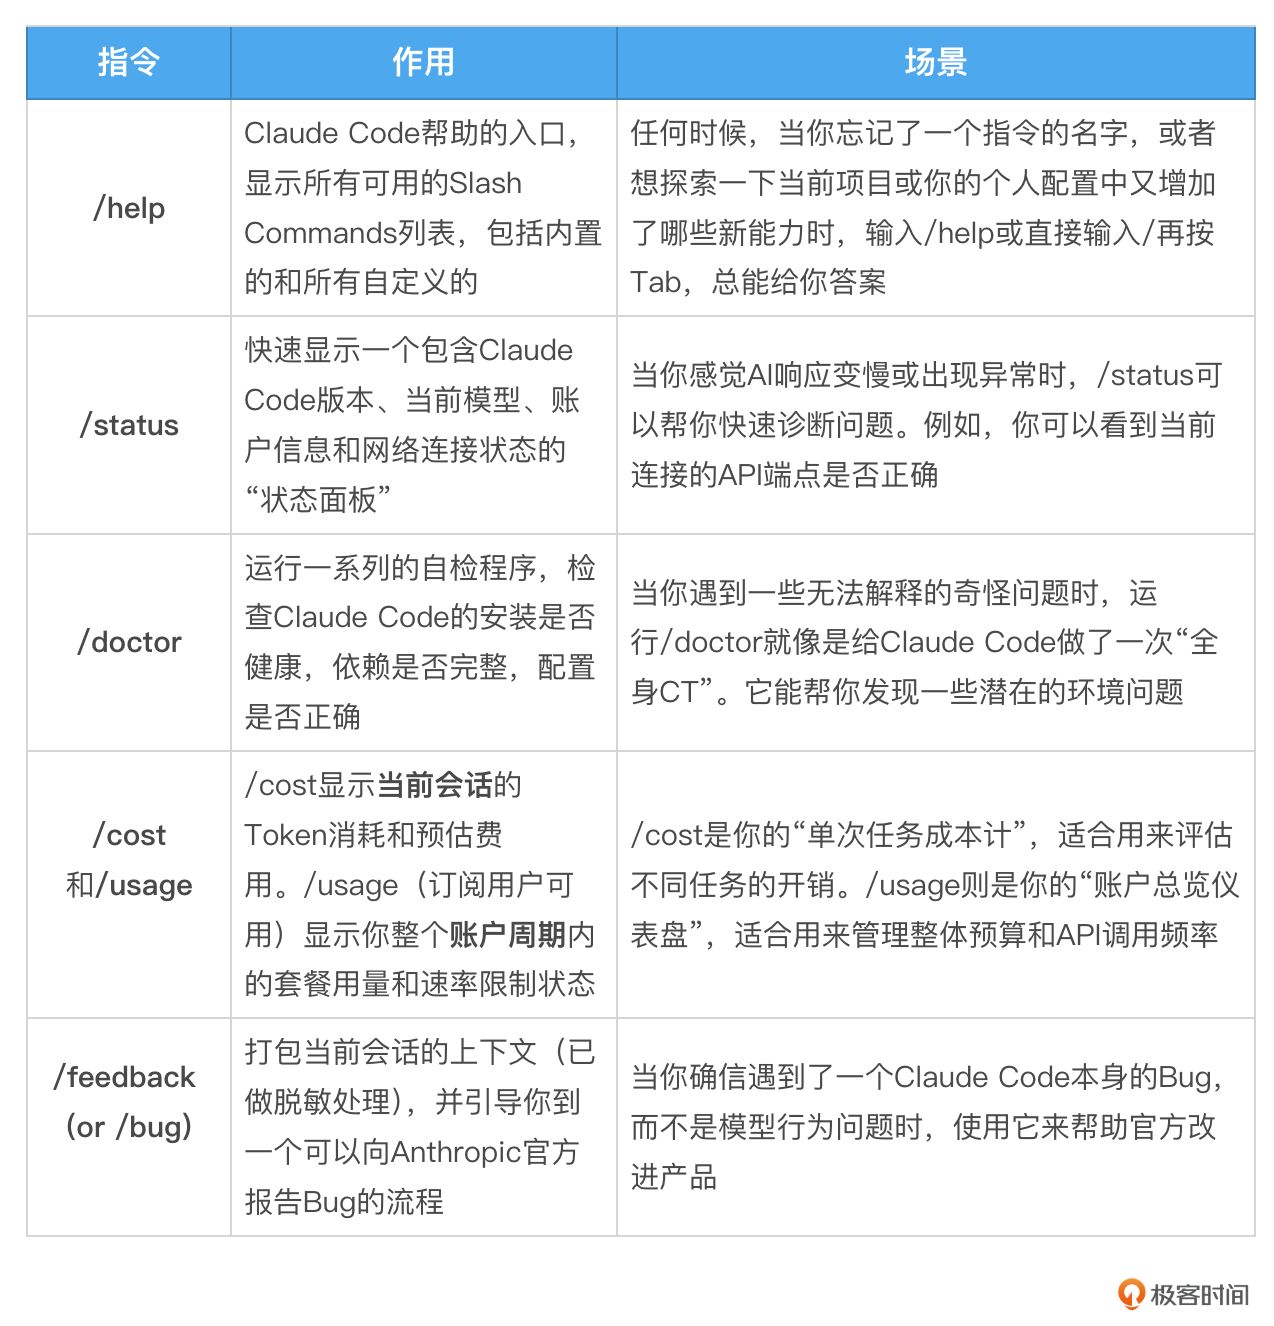 指令
作用
场景
/help
Claude Code帮助的入口，
显示所有可用的Slash
Commands列表，包括内置
的和所有自定义的
任何时候，当你忘记了一个指令的名字，或者
想探索一下当前项目或你的个人配置中又增加
了哪些新能力时，输入/help或直接输入/再按
Tab，总能给你答案
/status
快速显示一个包含Claude
Code版本、当前模型、账
户信息和网络连接状态的
“状态面板”
当你感觉AI响应变慢或出现异常时，/status可
以帮你快速诊断问题。例如，你可以看到当前
连接的API端点是否正确
/doctor
运行一系列的自检程序，检
查Claude Code的安装是否
健康，依赖是否完整，配置
是否正确
当你遇到一些无法解释的奇怪问题时，运
行/doctor就像是给Claude Code做了一次“全
身CT”。它能帮你发现一些潜在的环境问题
/cost
和/usage
/cost显示当前会话的
Token消耗和预估费
用。/usage（订阅用户可
用）显示你整个账户周期内
的套餐用量和速率限制状态
/cost是你的“单次任务成本计”，适合用来评估
不同任务的开销。/usage则是你的“账户总览仪
表盘”，适合用来管理整体预算和API调用频率
/feedback
（or /bug)
打包当前会话的上下文（已
做脱敏处理），并引导你到
一个可以向Anthropic官方
报告Bug的流程
当你确信遇到了一个Claude Code本身的Bug，
而不是模型行为问题时，使用它来帮助官方改
进产品
极客时间